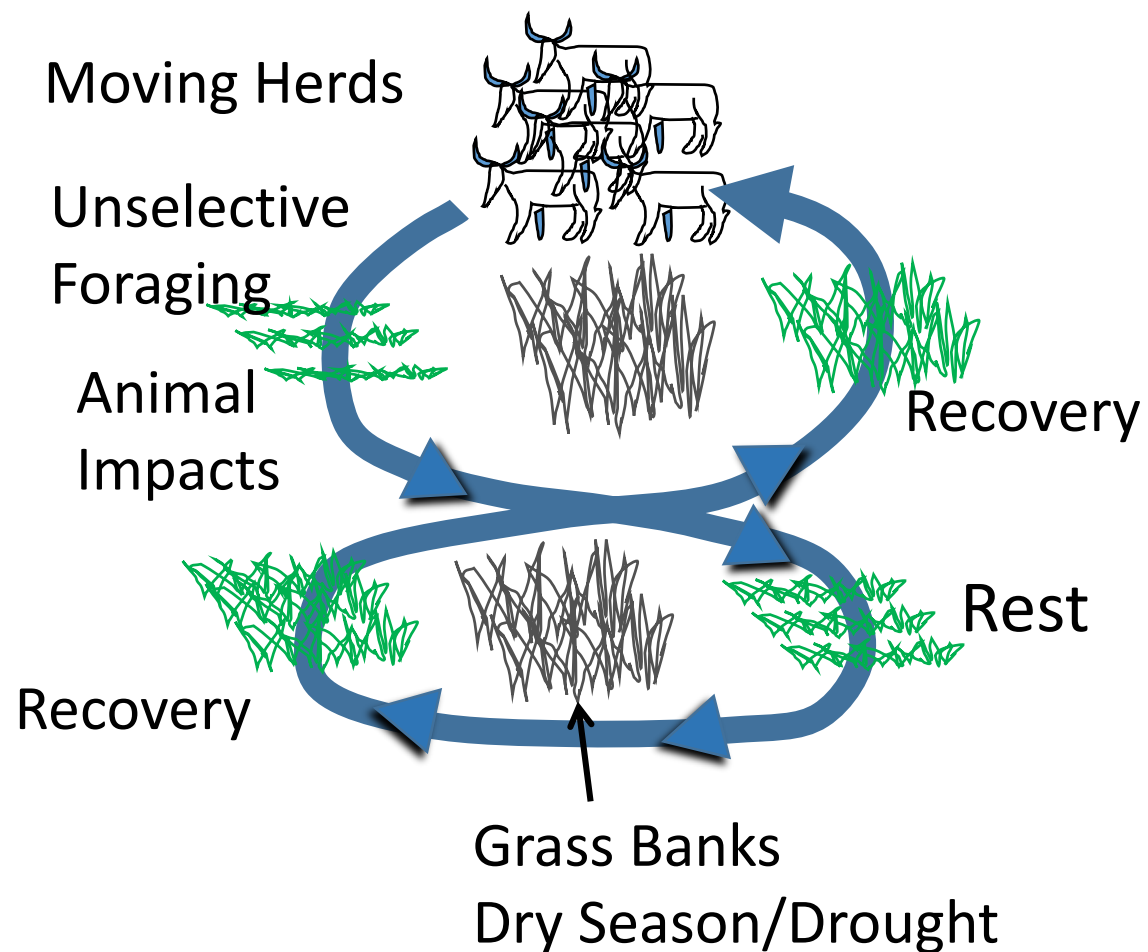 Moving Herds
Unselective
Foraging
Animal
Impacts
Recovery
Rest
Recovery
Grass Banks
Dry Season/Drought